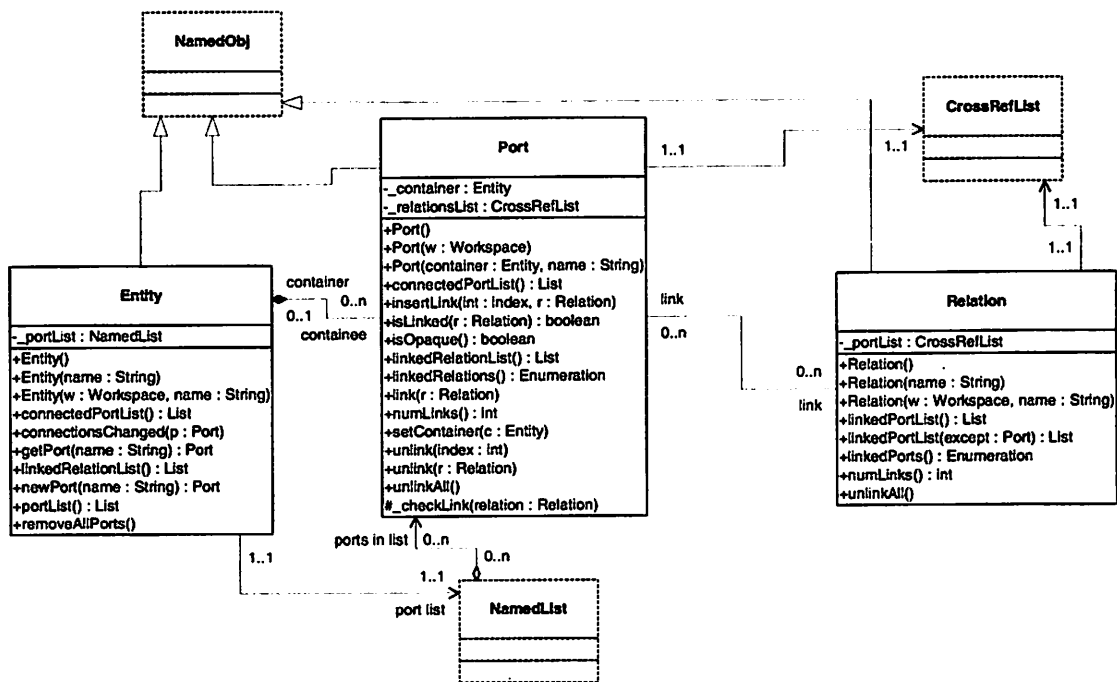 NamedObj
CrossRefList
Port
1..1
1..1
-_container : Entity
-_relationsList : CrossRefList
+Port()
+Port(w : Workspace)
+Port(container : Entity, name : String)
+connectedPortList() : List
+insertLink(int : Index, r : Relation)
+isLinked(r : Relation) : boolean
+isOpaque() : boolean
+linkedRelationList() : List
+linkedRelations() : Enumeration
+link(r : Relation)
+numLinks() : int
+setContainer(c : Entity)
+unlink(index : int)
+unlink(r : Relation)
+unlinkAll()
#_checkLink(relation : Relation)
1..1
1..1
Entity
-_portList : NamedList
+Entity()
+Entity(name : String)
+Entity(w : Workspace, name : String)
+connectedPortList() : List
+connectionsChanged(p : Port)
+getPort(name : String) : Port
+linkedRelationList() : List
+newPort(name : String) : Port
+portList() : List
+removeAllPorts()
container
0..n
0..1
containee
link
0..n
0..n
link
Relation
-_portList : CrossRefList
+Relation()
+Relation(name : String)
+Relation(w : Workspace, name : String)
+linkedPortList() : List
+linkedPortList(except : Port) : List
+linkedPorts() : Enumeration
+numLinks() : int
+unlinkAll()
ports in list
0..n
0..n
1..1
1..1
port list
NamedList